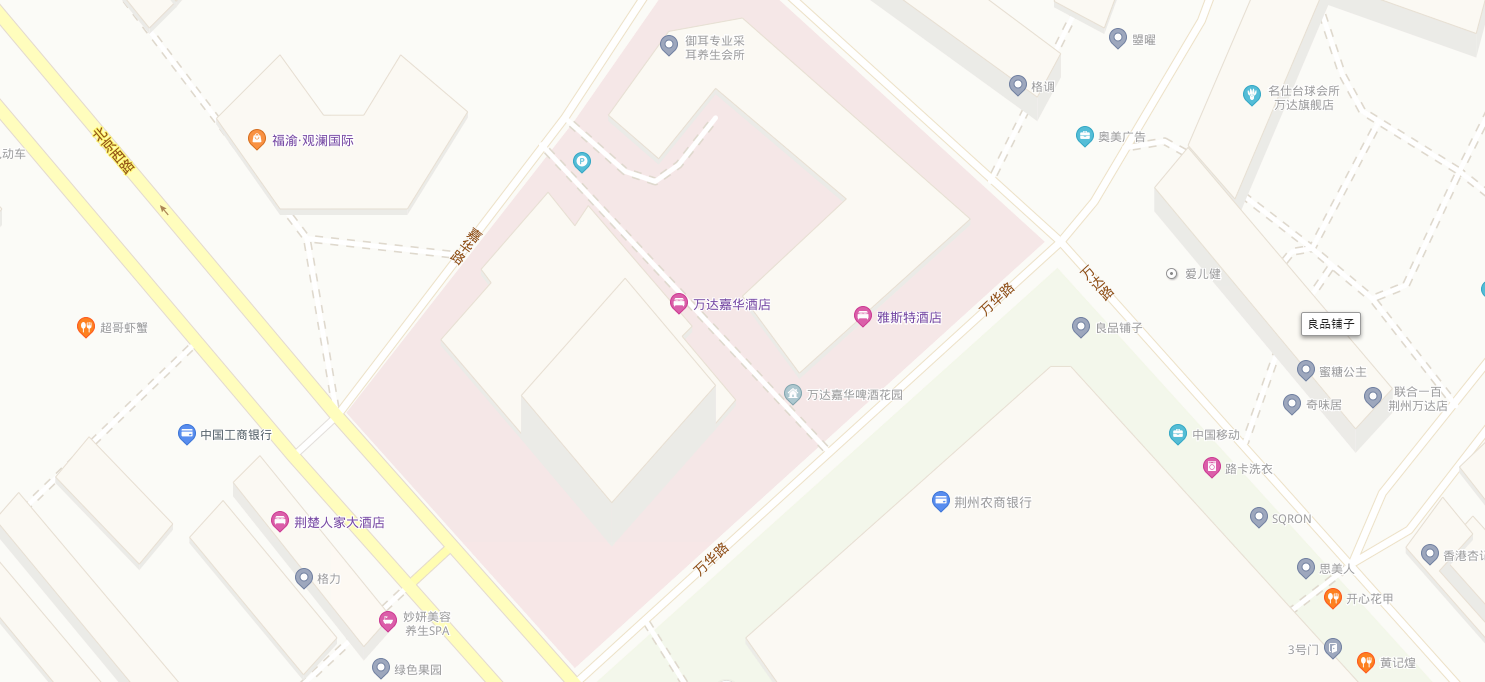 御耳专业采
耳养生会所
曌曜
格调
名仕台球会所
万达旗舰店
奥美广告
福渝·观澜国际
北京西路
动车
嘉华路
爱儿健
万达路
万华路
万达嘉华酒店
雅斯特酒店
良品铺子
良品铺子
超哥虾蟹
蜜糖公主
万达嘉华啤酒花园
奇味居
联合一百
荆州万达店
中国工商银行
中国移动
路卡洗衣
荆州农商银行
荆楚人家大酒店
SQRON
万华路
香港杏记
思美人
格力
开心花甲
妙妍美容
养生SPA
3号门
黄记煌
绿色果园